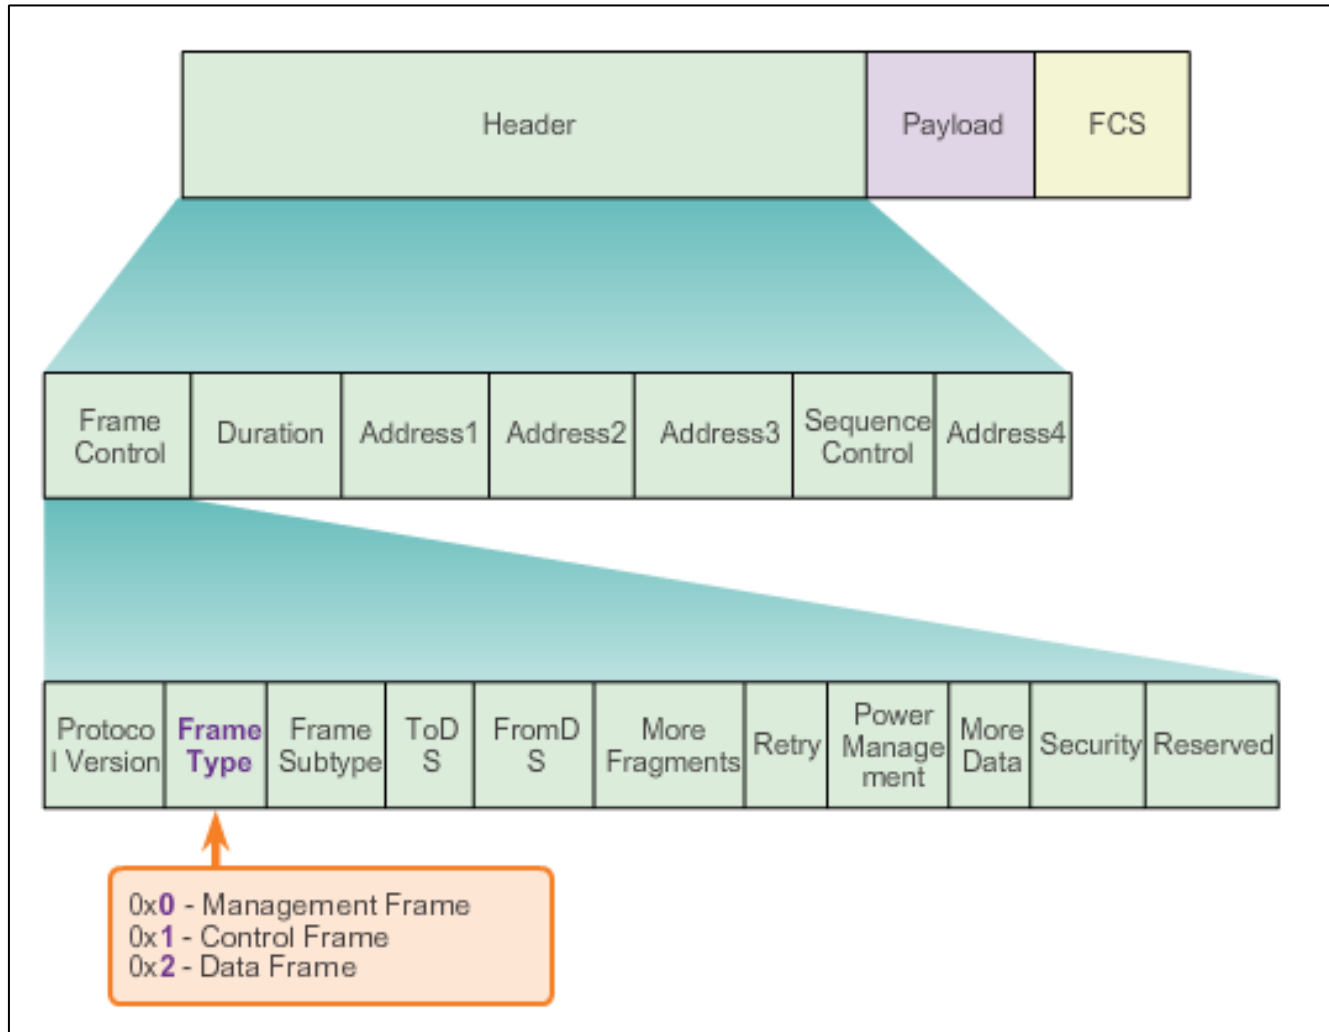 Header
Payload
FCS
Frame
Control
Duration
Address1
Address2
Address3
Sequence
Control
Address4
Protoco
l Version
Frame
Type
Frame
Subtype
ToD
S
FromD
S
More
Fragments
Retry
Power
Manage
ment
More
Data
Security
Reserved
0x0 - Management Frame
0x1 - Control Frame
0x2 - Data Frame